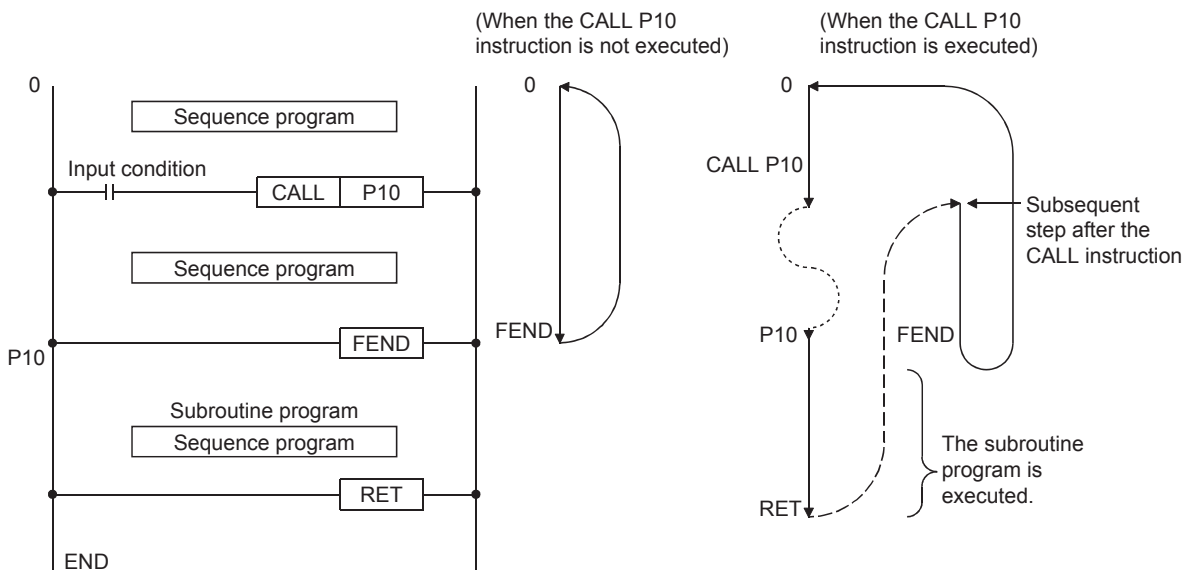 (When the CALL P10
instruction is not executed)
(When the CALL P10
instruction is executed)
0
Sequence program
Input condition
CALL P10
Sequence program
FEND
P10
Subroutine program
Sequence program
RET
END
0
FEND
0
CALL P10
P10
RET
FEND
Subsequent
step after the
CALL instruction
The subroutine
program is
executed.